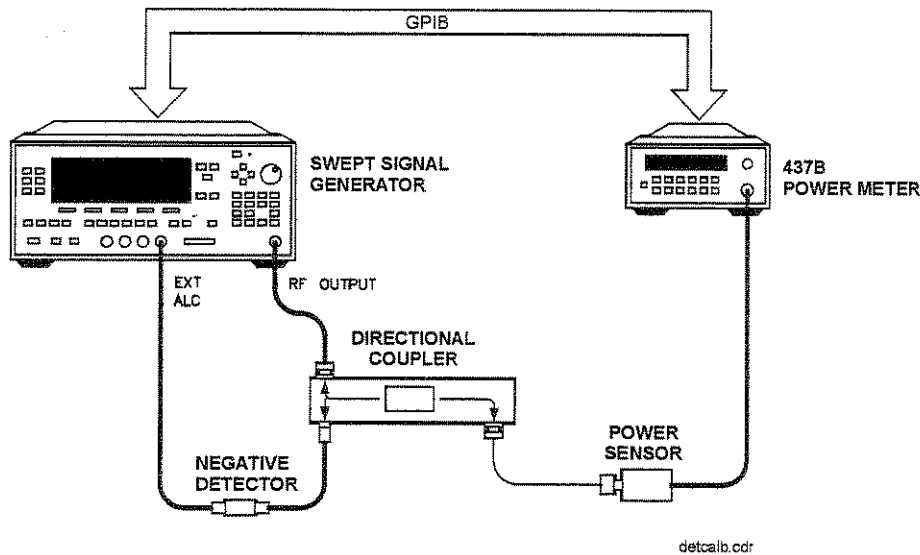 GPIB
SWEPT SIGNAL
GENERATOR
437B
POWER METER
EXT
ALC
RF OUTPUT
DIRECTIONAL
COUPLER
NEGATIVE
DETECTOR
POWER
SENSOR
detcalb.cdr